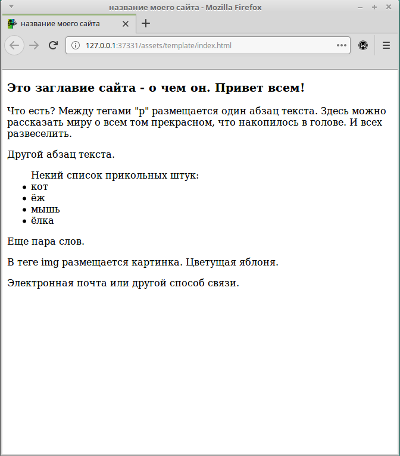 название моего сайта - Mozilla Firefox
название моего сайта
127.0.0.1:37331/assets/template/index.html
Это заглавие сайта - о чем он. Привет всем!
Что есть? Между тегами "p" размещается один абзац текста. Здесь можно
рассказать миру о всем том прекрасном, что накопилось в голове. И всех
развеселить.
Другой абзац текста.
Некий список прикольных штук:
кот
ёж
мышь
ёлка
Еще пара слов.
В теге img размещается картинка. Цветущая яблоня.
Электронная почта или другой способ связи.